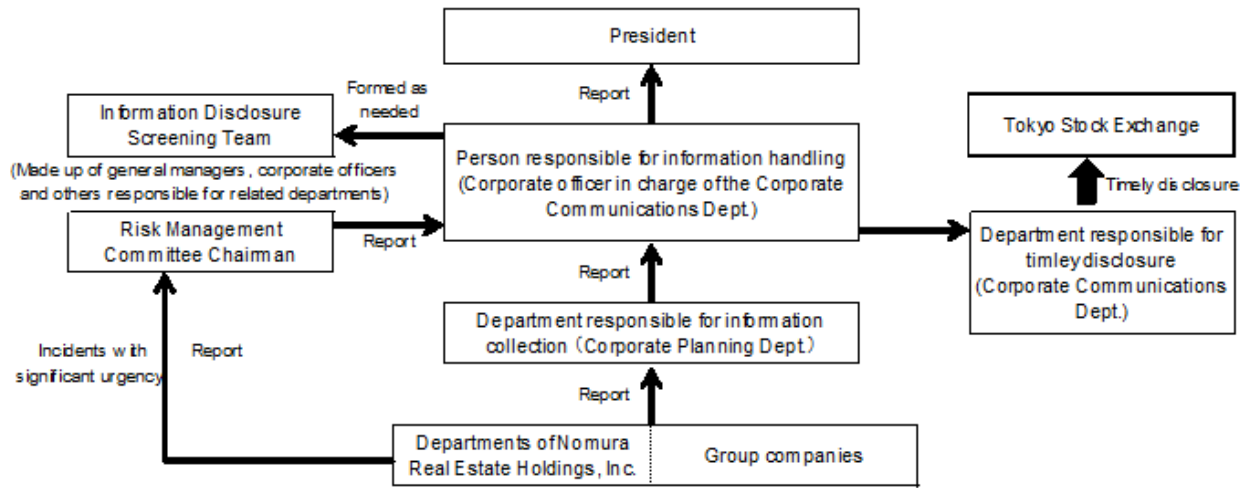 President
Report
Formed as
needed
Information Disclosure
Screening Team
(Made up of general managers, corporate officers
and others responsible for related departments)
Person responsible for information handling
(Corporate officer in charge of the Corporate
Communications Dept.)
Tokyo Stock Exchange
Timely disclosure
Risk Management
Committee Chairman
Report
Department responsible for
timley disclosure
(Corporate Communications
Dept.)
Report
Department responsible for information
collection (Corporate Planning Dept.)
Incidents with
significant urgency
Report
Report
Departments of Nomura
Real Estate Holdings, Inc.
Group companies